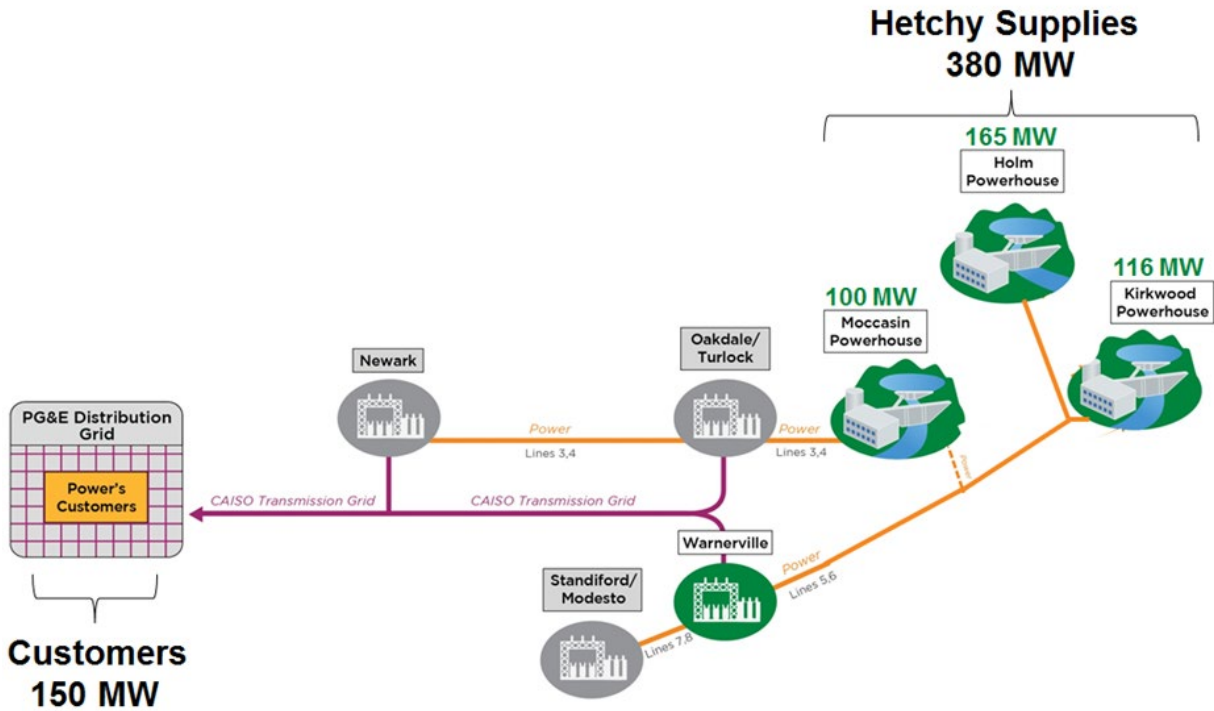 Hetchy Supplies
380 MW
165 MW
Holm
Powerhouse
116 MW
Kirkwood
Powerhouse
100 MW
Moccasin
Powerhouse
Oakdale/
Turlock
Newark
PG&E Distribution
Grid
Power's
Customers
Power
Lines 3,4
Power
Lines 3,4
Power
CAISO Transmission Grid
CAISO Transmission Grid
Warnerville
Power
Lines 5,6
Standiford/
Modesto
Lines 7,8
Customers
150 MW